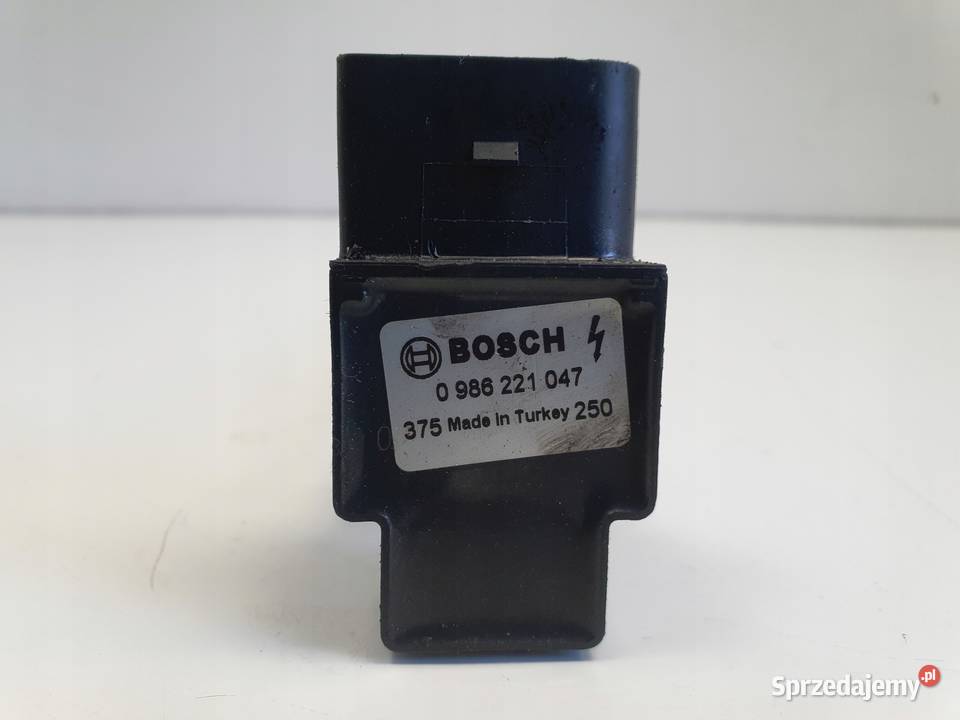 BOSCH
0 986 221 047
375 Made in Turkey 250
Sprzedajemy.pl